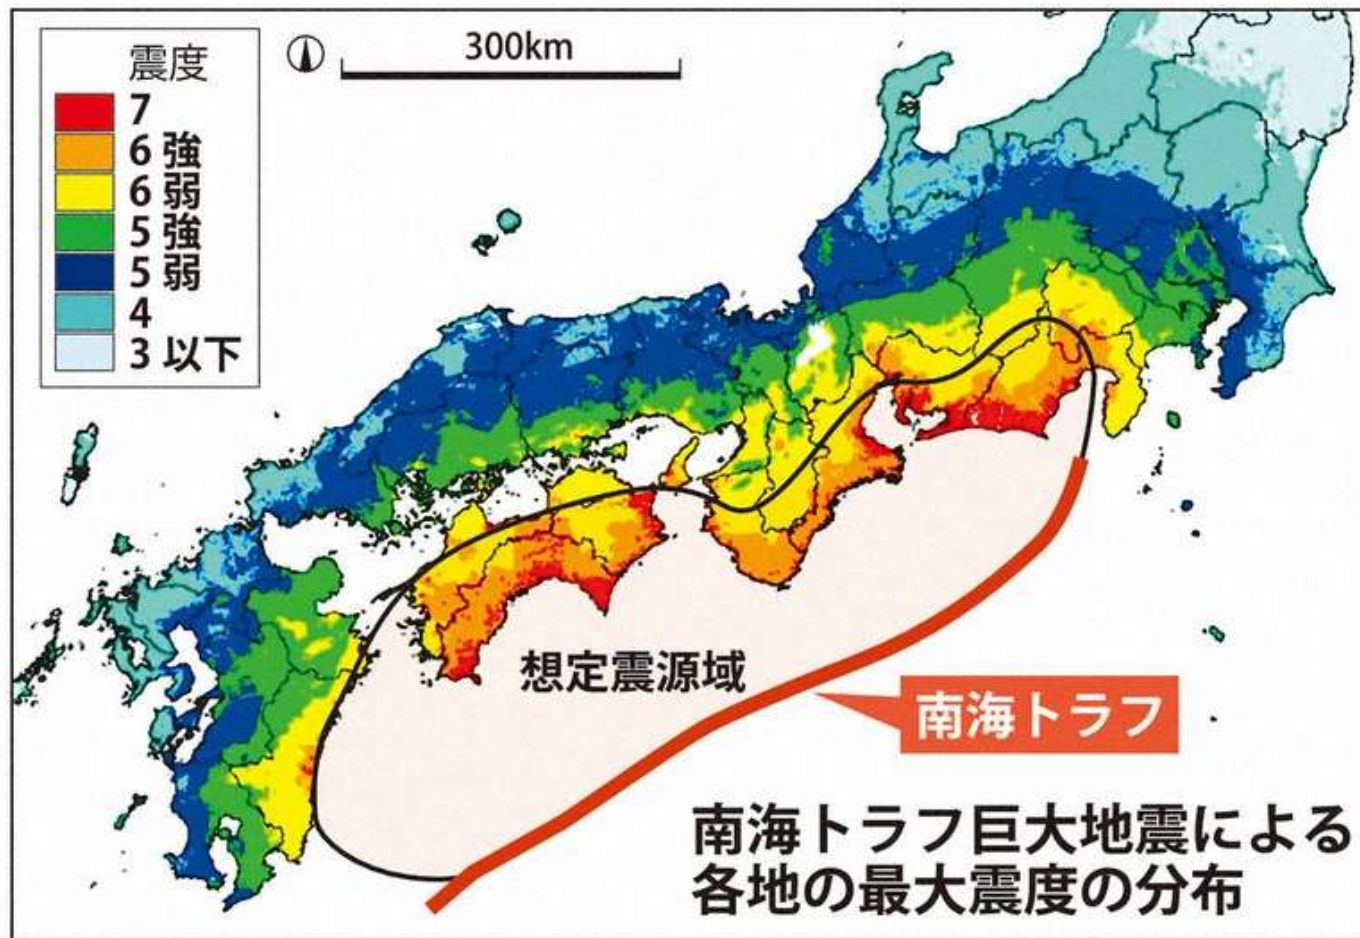 震度
7
6 強
6 弱
5 強
5 弱
4
3 以下
300km
想定震源域
南海トラフ
南海トラフ巨大地震による
各地の最大震度の分布